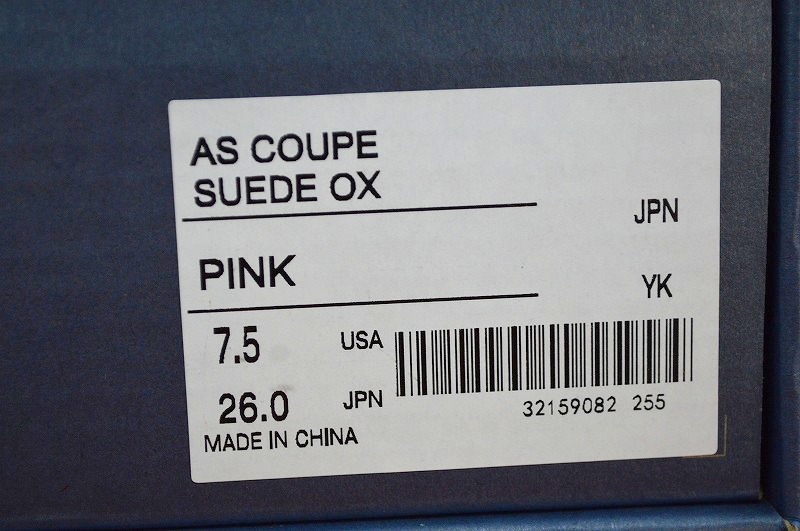 AS COUPE
SUEDE OX
JPN
PINK
YK
7.5 USA
26.0 JPN
32159082 255
MADE IN CHINA